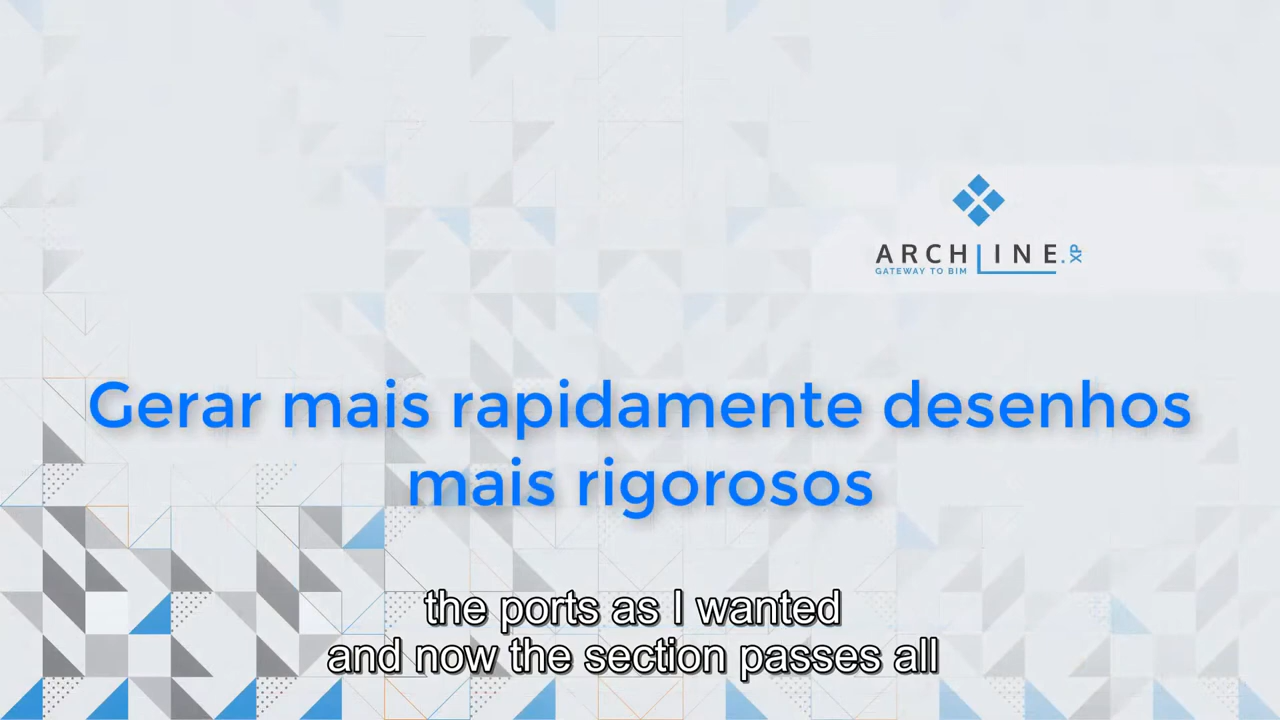 ARCHLINE.XP
GATEWAY TO BIM
Gerar mais rapidamente desenhos
mais rigorosos
the ports as I wanted
and now the section passes all